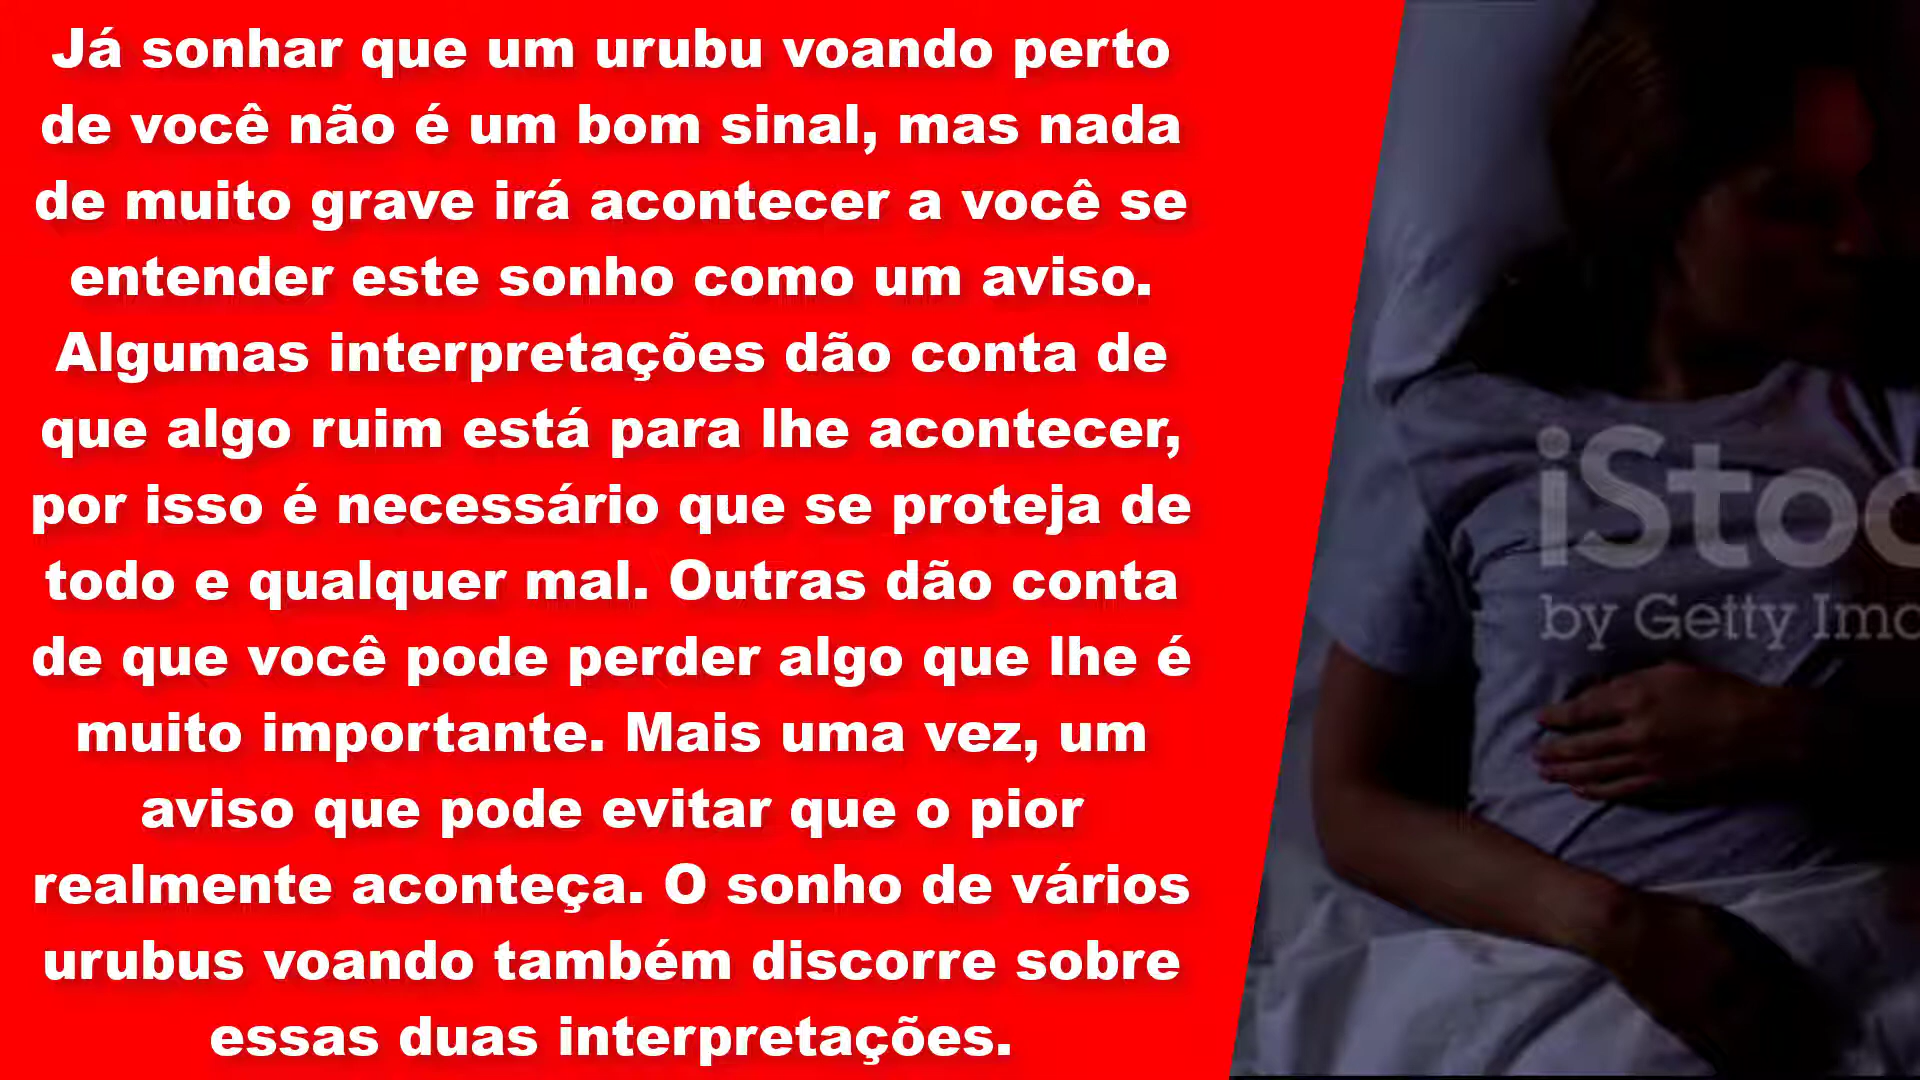 Já sonhar que um urubu voando perto
de você não é um bom sinal, mas nada
de muito grave irá acontecer a você se
entender este sonho como um aviso.
Algumas interpretações dão conta de
que algo ruim está para lhe acontecer,
por isso é necessário que se proteja de
todo e qualquer mal. Outras dão conta
de que você pode perder algo que lhe é
muito importante. Mais uma vez, um
aviso que pode evitar que o pior
realmente aconteça. O sonho de vários
urubus voando também discorre sobre
essas duas interpretações.
iStoc
by Getty Ima